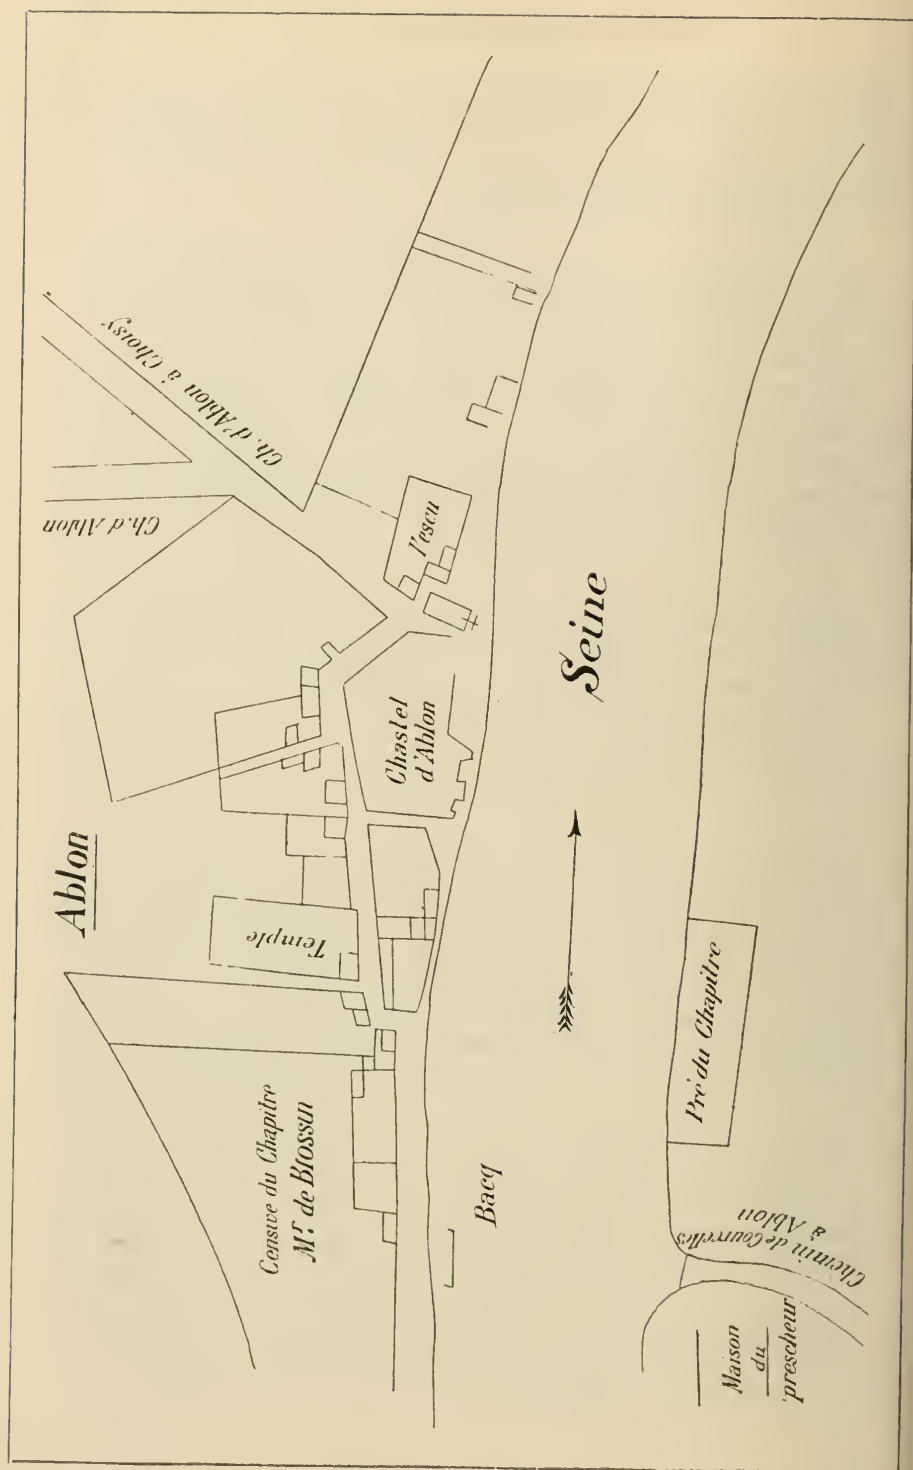 Ablon
Ch. d'Ablon
Ch. d'Ablon à Choisy
l'escu
Chastel
d'Ablon
Temple
Censive du Chapitre
Mr. de Brossin
Seine
Bacq
Pré du Chapitre
Chemin de Courcelles
à Ablon
Maison
du
prescheur